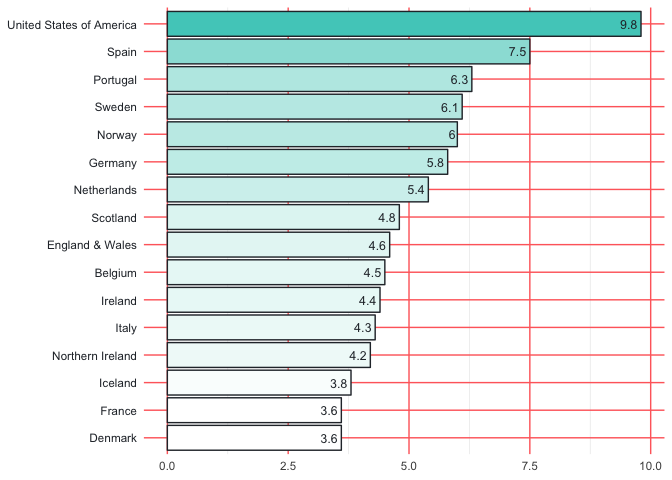 United States of America 9.8
Spain 7.5
Portugal 6.3
Sweden 6.1
Norway 6
Germany 5.8
Netherlands 5.4
Scotland 4.8
England & Wales 4.6
Belgium 4.5
Ireland 4.4
Italy 4.3
Northern Ireland 4.2
Iceland 3.8
France 3.6
Denmark 3.6
0.0 2.5 5.0 7.5 10.0